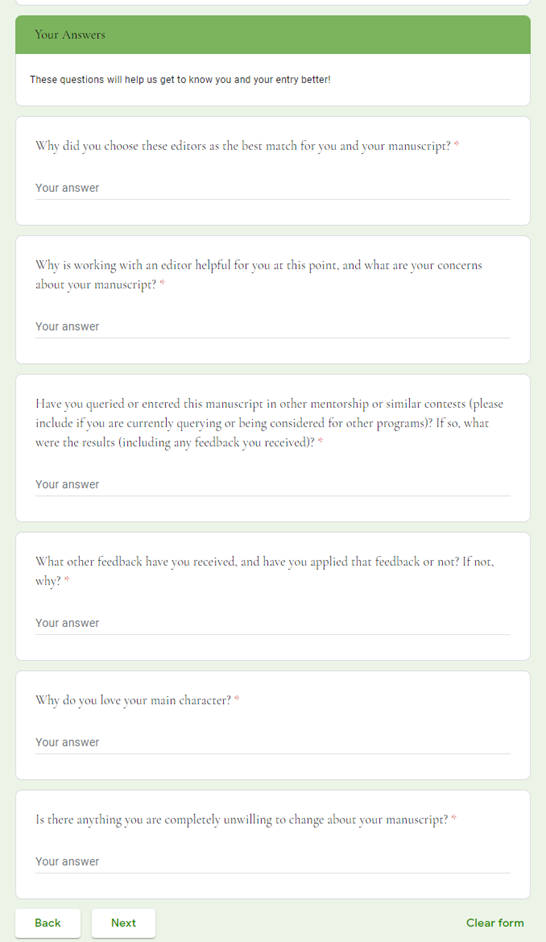 Your Answers
These questions will help us get to know you and your entry better!
Why did you choose these editors as the best match for you and your manuscript? *
Your answer
Why is working with an editor helpful for you at this point, and what are your concerns
about your manuscript? *
Your answer
Have you queried or entered this manuscript in other mentorship or similar contests (please
include if you are currently querying or being considered for other programs)? If so, what
were the results (including any feedback you received)? *
Your answer
What other feedback have you received, and have you applied that feedback or not? If not,
why? *
Your answer
Why do you love your main character? *
Your answer
Is there anything you are completely unwilling to change about your manuscript? *
Your answer
Back Next Clear form